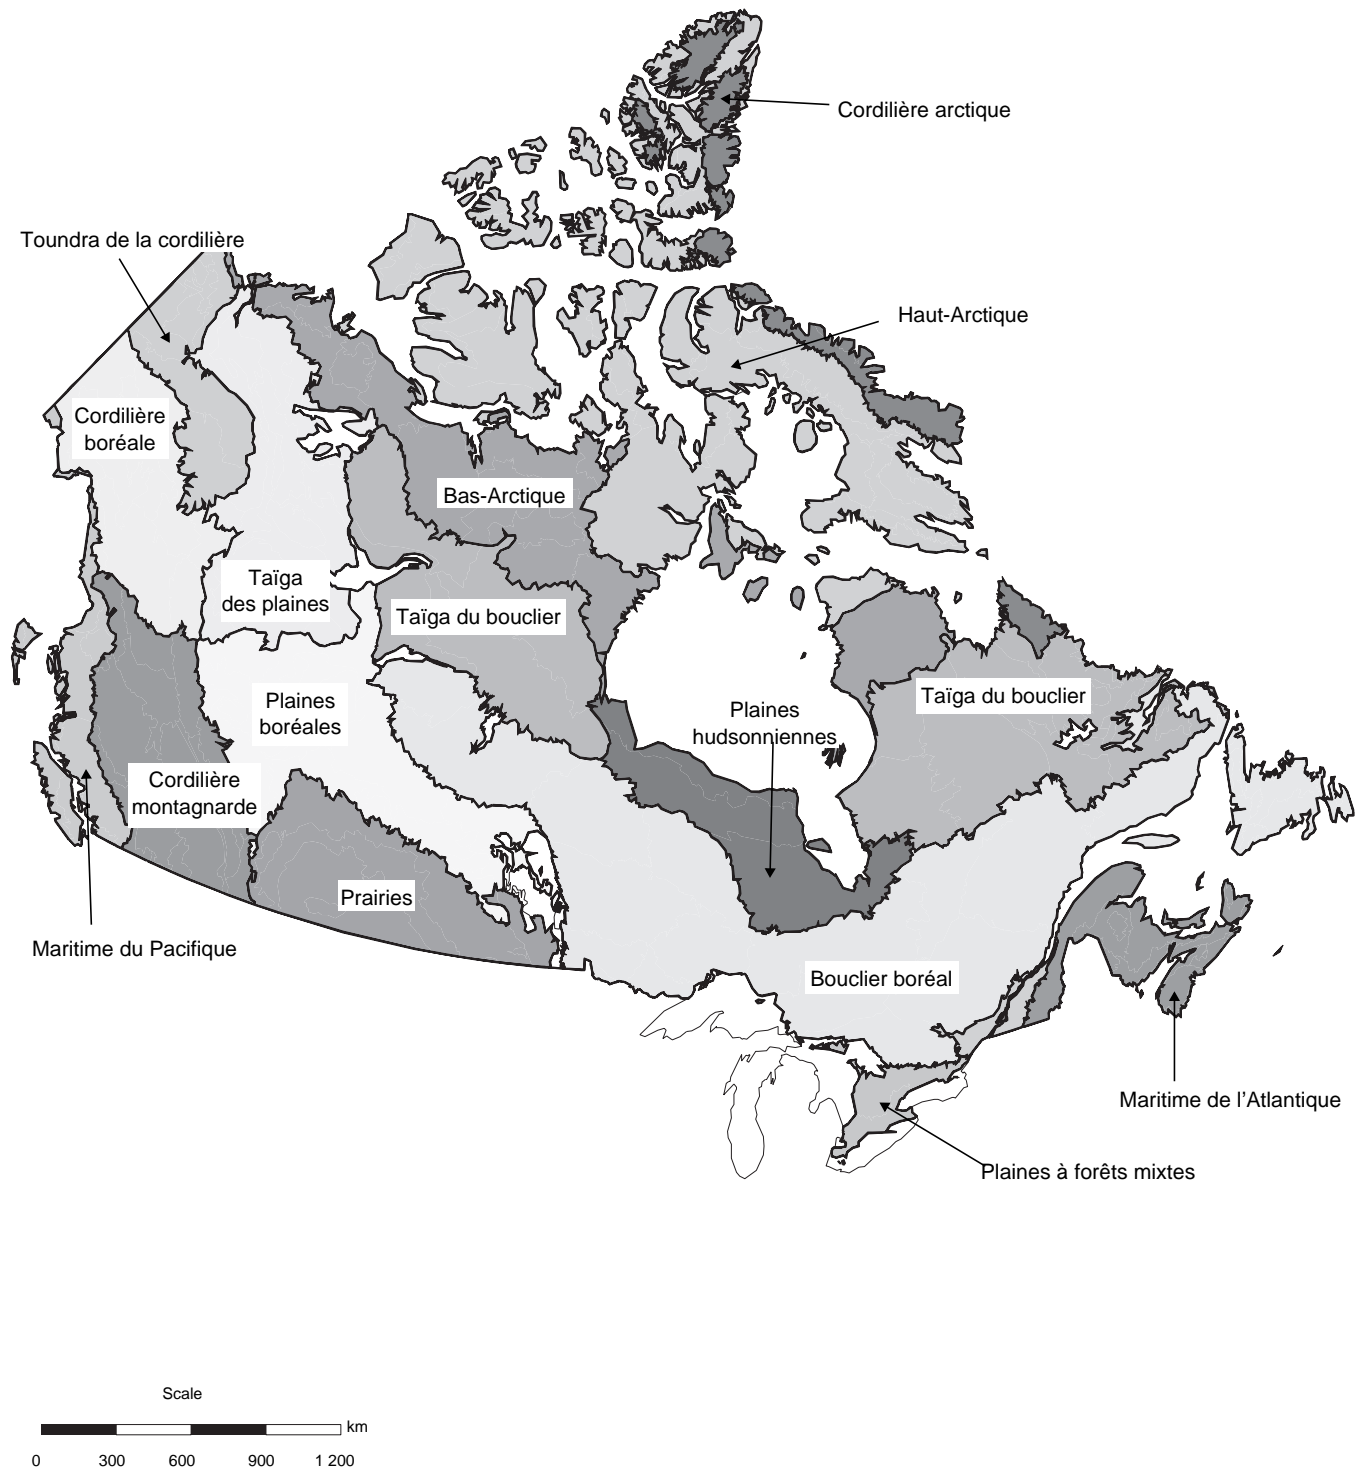 Cordilière arctique
Toundra de la cordilière
Haut-Arctique
Cordilière
boréale
Bas-Arctique
Taïga
des plaines
Taïga du bouclier
Taïga du bouclier
Plaines
boréales
Plaines
hudsonniennes
Cordilière
montagnarde
Prairies
Maritime du Pacifique
Bouclier boréal
Maritime de l'Atlantique
Plaines à forêts mixtes
Scale
km
0 300 600 900 1 200